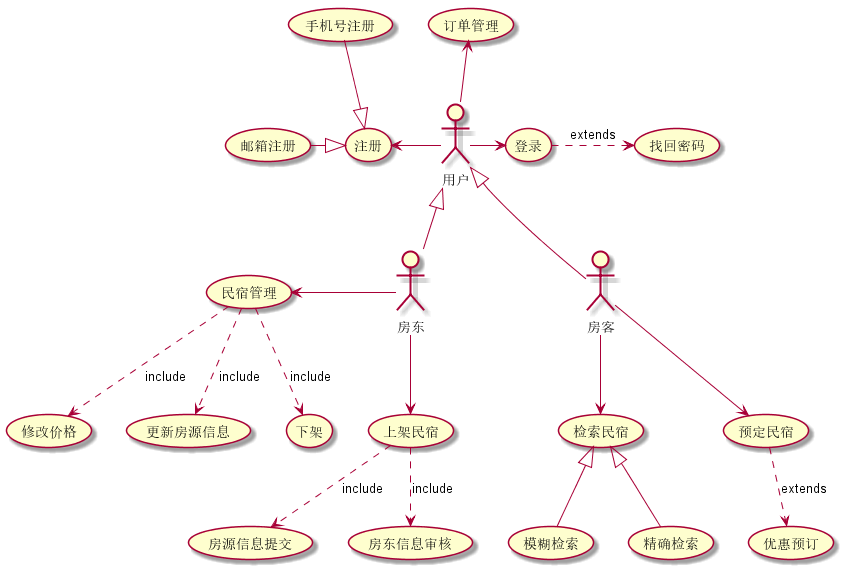 手机号注册
订单管理
邮箱注册
注册
登录
extends
找回密码
用户
民宿管理
房东
房客
include
include
include
修改价格
更新房源信息
下架
上架民宿
检索民宿
预定民宿
include
include
extends
房源信息提交
房东信息审核
模糊检索
精确检索
优惠预订